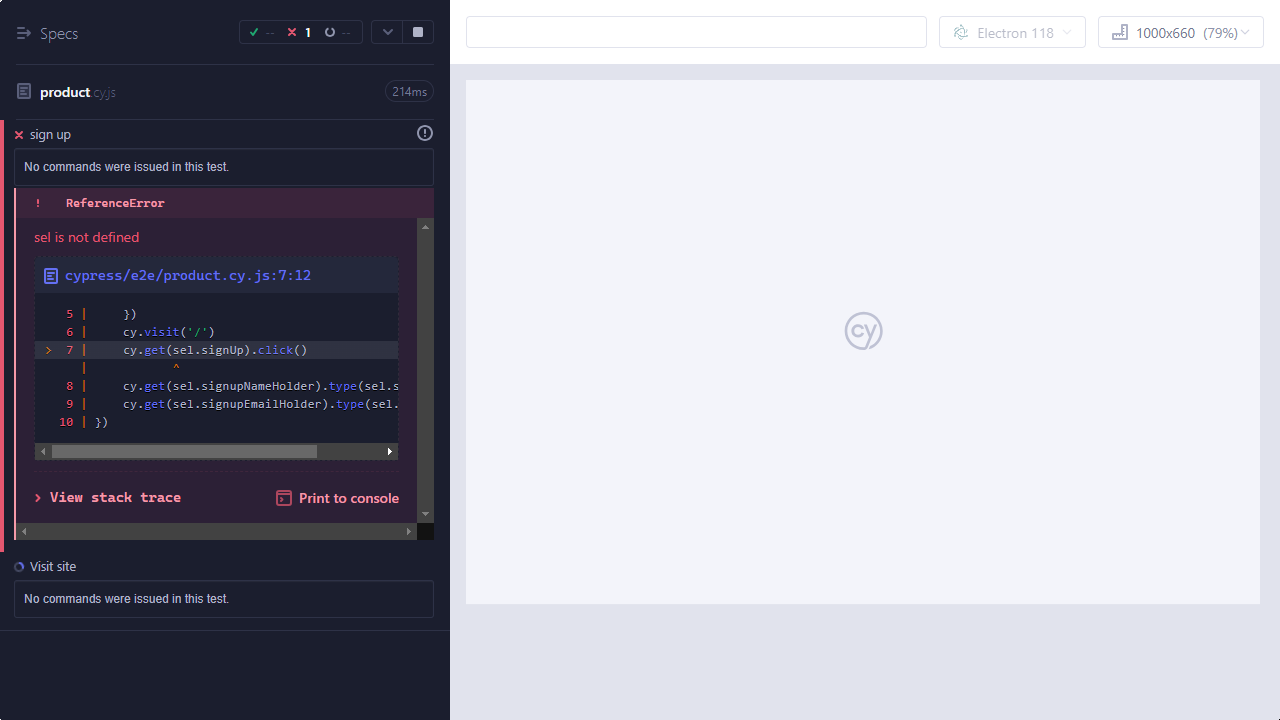 Specs
-- 1 --
Electron 118
1000x660 (79%)
product.cy.js
214ms
sign up
No commands were issued in this test.
! ReferenceError
sel is not defined
cypress/e2e/product.cy.js:7:12
5 | })
6 | cy.visit('/')
> 7 | cy.get(sel.signUp).click()
| ^
8 | cy.get(sel.signupNameHolder).type(sel.s
9 | cy.get(sel.signupEmailHolder).type(sel.
10 | })
> View stack trace
Print to console
cy
Visit site
No commands were issued in this test.